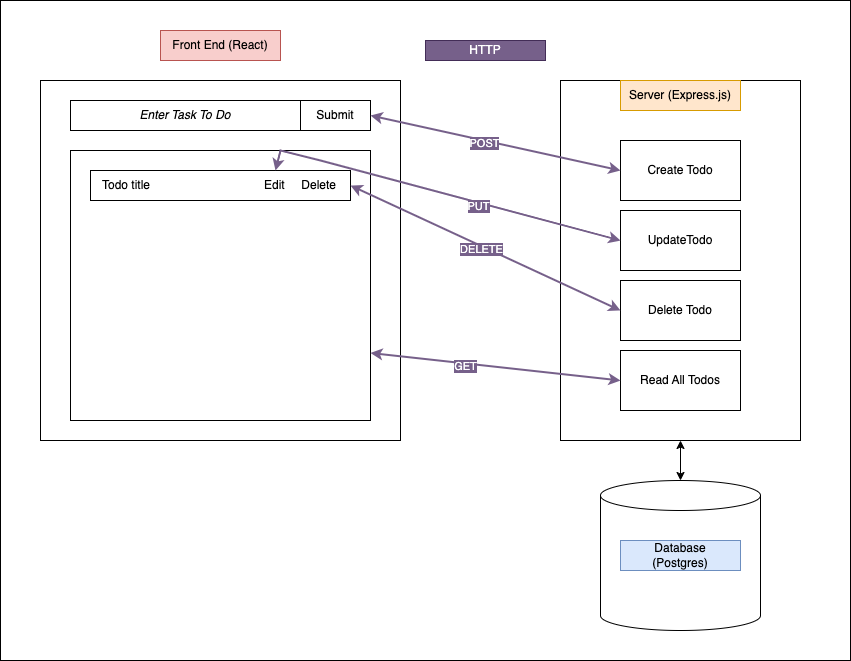 Front End (React)
HTTP
Server (Express.js)
Enter Task To Do
Submit
POST
Create Todo
Todo title
Edit
Delete
PUT
UpdateTodo
DELETE
Delete Todo
GET
Read All Todos
Database
(Postgres)